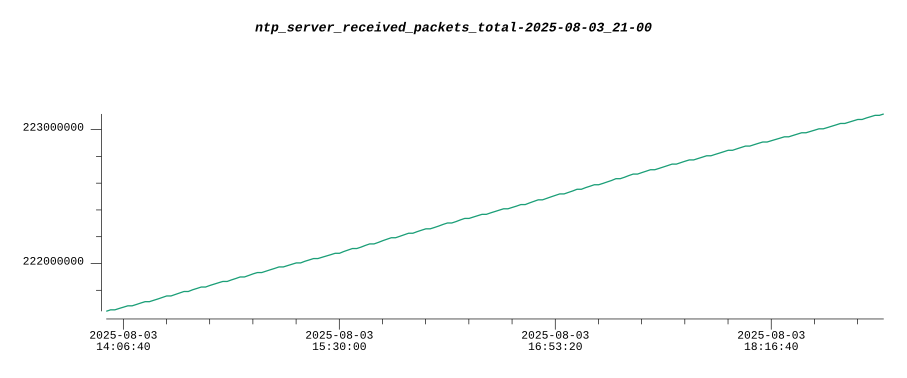 ntp_server_received_packets_total-2025-08-03_21-00
223000000
222000000
2025-08-03 2025-08-03 2025-08-03 2025-08-03
14:06:40 15:30:00 16:53:20 18:16:40